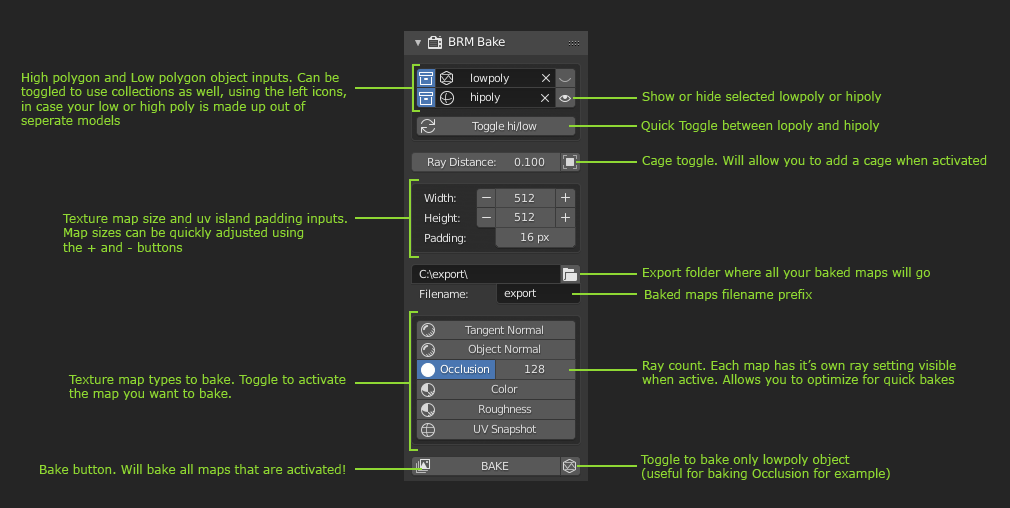 BRM Bake
High polygon and Low polygon object inputs. Can be
toggled to use collections as well, using the left icons,
in case your low or high poly is made up out of
seperate models
lowpoly
hipoly
Show or hide selected lowpoly or hipoly
Toggle hi/low
Quick Toggle between lopoly and hipoly
Ray Distance: 0.100
Cage toggle. Will allow you to add a cage when activated
Texture map size and uv island padding inputs.
Map sizes can be quickly adjusted using
the + and - buttons
Width: − 512 +
Height: − 512 +
Padding: 16 px
C:\export\
Export folder where all your baked maps will go
Filename: export
Baked maps filename prefix
Texture map types to bake. Toggle to activate
the map you want to bake.
Tangent Normal
Object Normal
Occlusion 128
Color
Roughness
UV Snapshot
Ray count. Each map has it’s own ray setting visible
when active. Allows you to optimize for quick bakes
Bake button. Will bake all maps that are activated!
BAKE
Toggle to bake only lowpoly object
(useful for baking Occlusion for example)